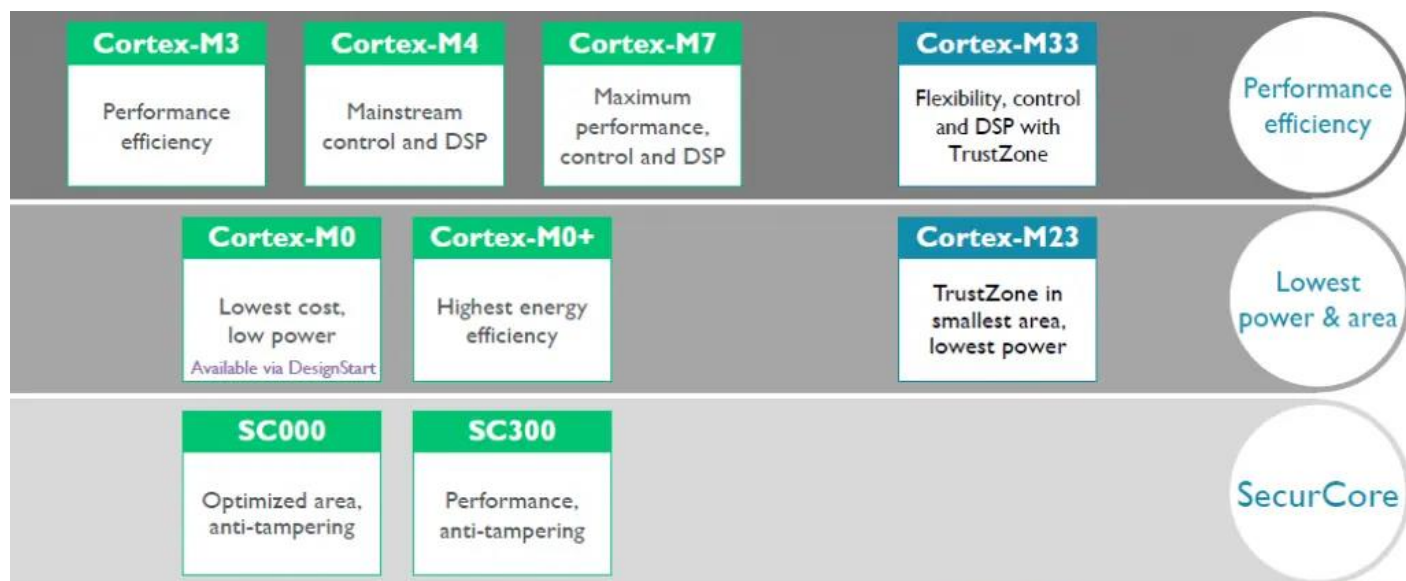 Cortex-M3
Performance
efficiency
Cortex-M4
Mainstream
control and DSP
Cortex-M7
Maximum
performance,
control and DSP
Cortex-M33
Flexibility, control
and DSP with
TrustZone
Performance
efficiency
Cortex-M0
Lowest cost,
low power
Available via DesignStart
Cortex-M0+
Highest energy
efficiency
Cortex-M23
TrustZone in
smallest area,
lowest power
Lowest
power & area
SC000
Optimized area,
anti-tampering
SC300
Performance,
anti-tampering
SecurCore